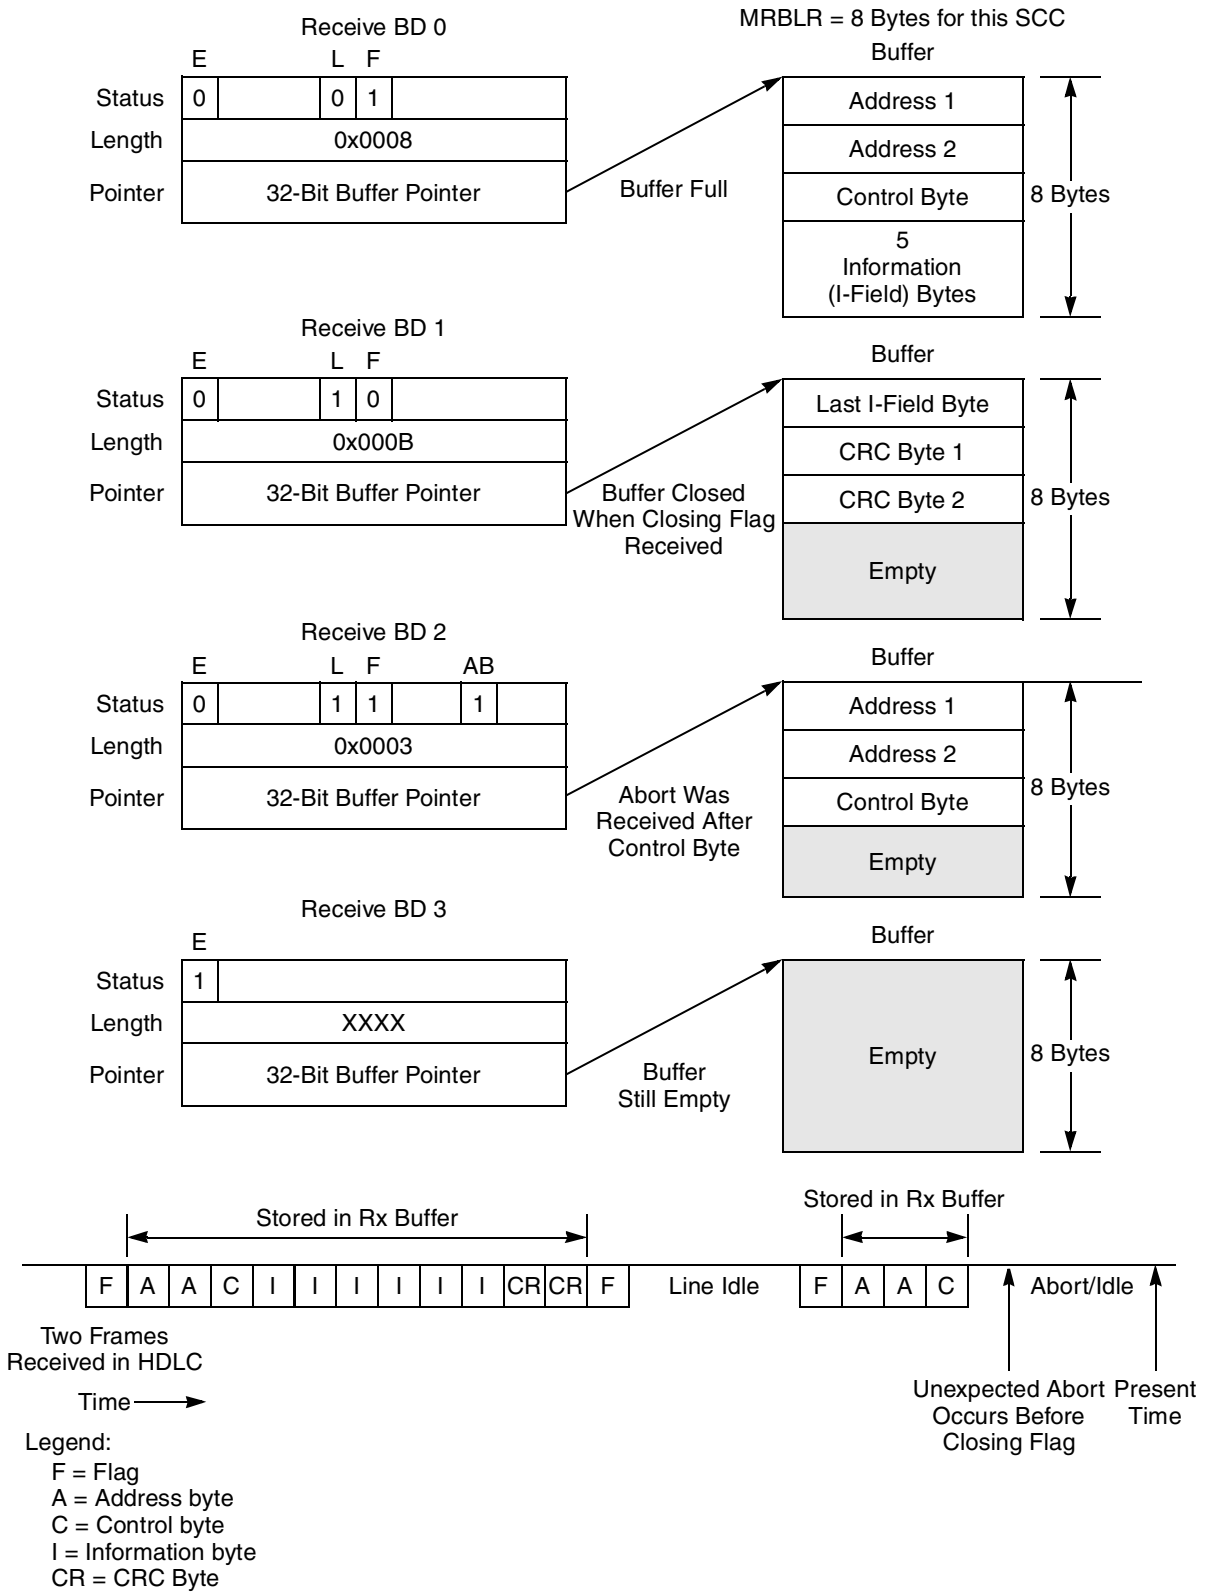 MRBLR = 8 Bytes for this SCC
Receive BD 0
Buffer
E L F
Status 0 0 1
Length 0x0008
Pointer 32-Bit Buffer Pointer
Buffer Full
Address 1
Address 2
Control Byte
5
Information
(I-Field) Bytes
8 Bytes
Receive BD 1
Buffer
E L F
Status 0 1 0
Length 0x000B
Pointer 32-Bit Buffer Pointer
Buffer Closed
When Closing Flag
Received
Last I-Field Byte
CRC Byte 1
CRC Byte 2
Empty
8 Bytes
Receive BD 2
Buffer
E L F AB
Status 0 1 1 1
Length 0x0003
Pointer 32-Bit Buffer Pointer
Abort Was
Received After
Control Byte
Address 1
Address 2
Control Byte
Empty
8 Bytes
Receive BD 3
Buffer
E
Status 1
Length XXXX
Pointer 32-Bit Buffer Pointer
Buffer
Still Empty
Empty
8 Bytes
Stored in Rx Buffer
Stored in Rx Buffer
F A A C I I I I I I CR CR F Line Idle F A A C Abort/Idle
Two Frames
Received in HDLC
Time
Unexpected Abort
Occurs Before
Closing Flag
Present
Time
Legend:
F = Flag
A = Address byte
C = Control byte
I = Information byte
CR = CRC Byte